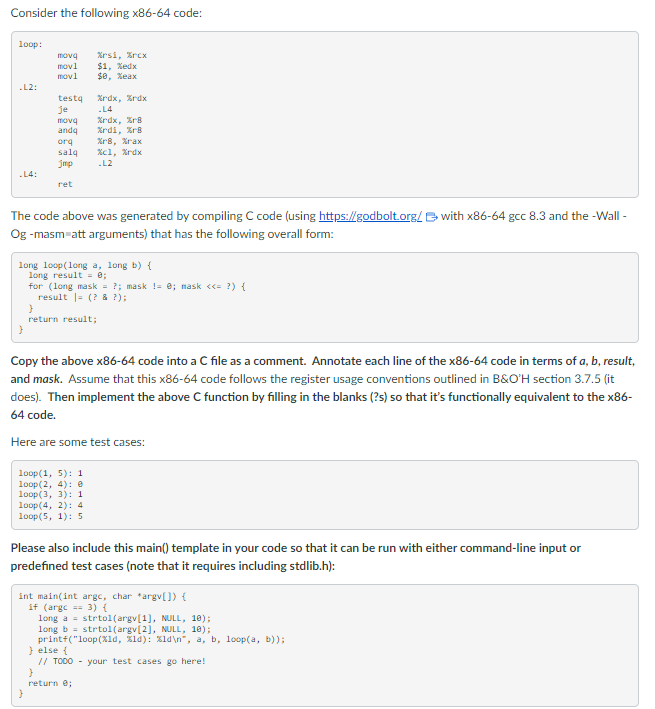 Consider the following x86-64 code:
loop:
movq %rsi, %rcx
movl $1, %edx
movl $0, %eax
.L2:
testq %rdx, %rdx
je .L4
movq %rdx, %r8
andq %rdi, %r8
orq %r8, %rax
salq %cl, %rdx
jmp .L2
.L4:
ret
The code above was generated by compiling C code (using https://godbolt.org/ with x86-64 gcc 8.3 and the -Wall -
Og -masm=att arguments) that has the following overall form:
long loop(long a, long b) {
long result = 0;
for (long mask = ?; mask != 0; mask <<= ?) {
result |= (? & ?);
}
return result;
}
Copy the above x86-64 code into a C file as a comment. Annotate each line of the x86-64 code in terms of a, b, result,
and mask. Assume that this x86-64 code follows the register usage conventions outlined in B&O'H section 3.7.5 (it
does). Then implement the above C function by filling in the blanks (?s) so that it's functionally equivalent to the x86-
64 code.
Here are some test cases:
loop(1, 5): 1
loop(2, 4): 0
loop(3, 3): 1
loop(4, 2): 4
loop(5, 1): 5
Please also include this main() template in your code so that it can be run with either command-line input or
predefined test cases (note that it requires including stdlib.h):
int main(int argc, char *argv[]) {
if (argc == 3) {
long a = strtol(argv[1], NULL, 10);
long b = strtol(argv[2], NULL, 10);
printf("loop(%ld, %ld): %ld\n", a, b, loop(a, b));
} else {
// TODO - your test cases go here!
}
return 0;
}